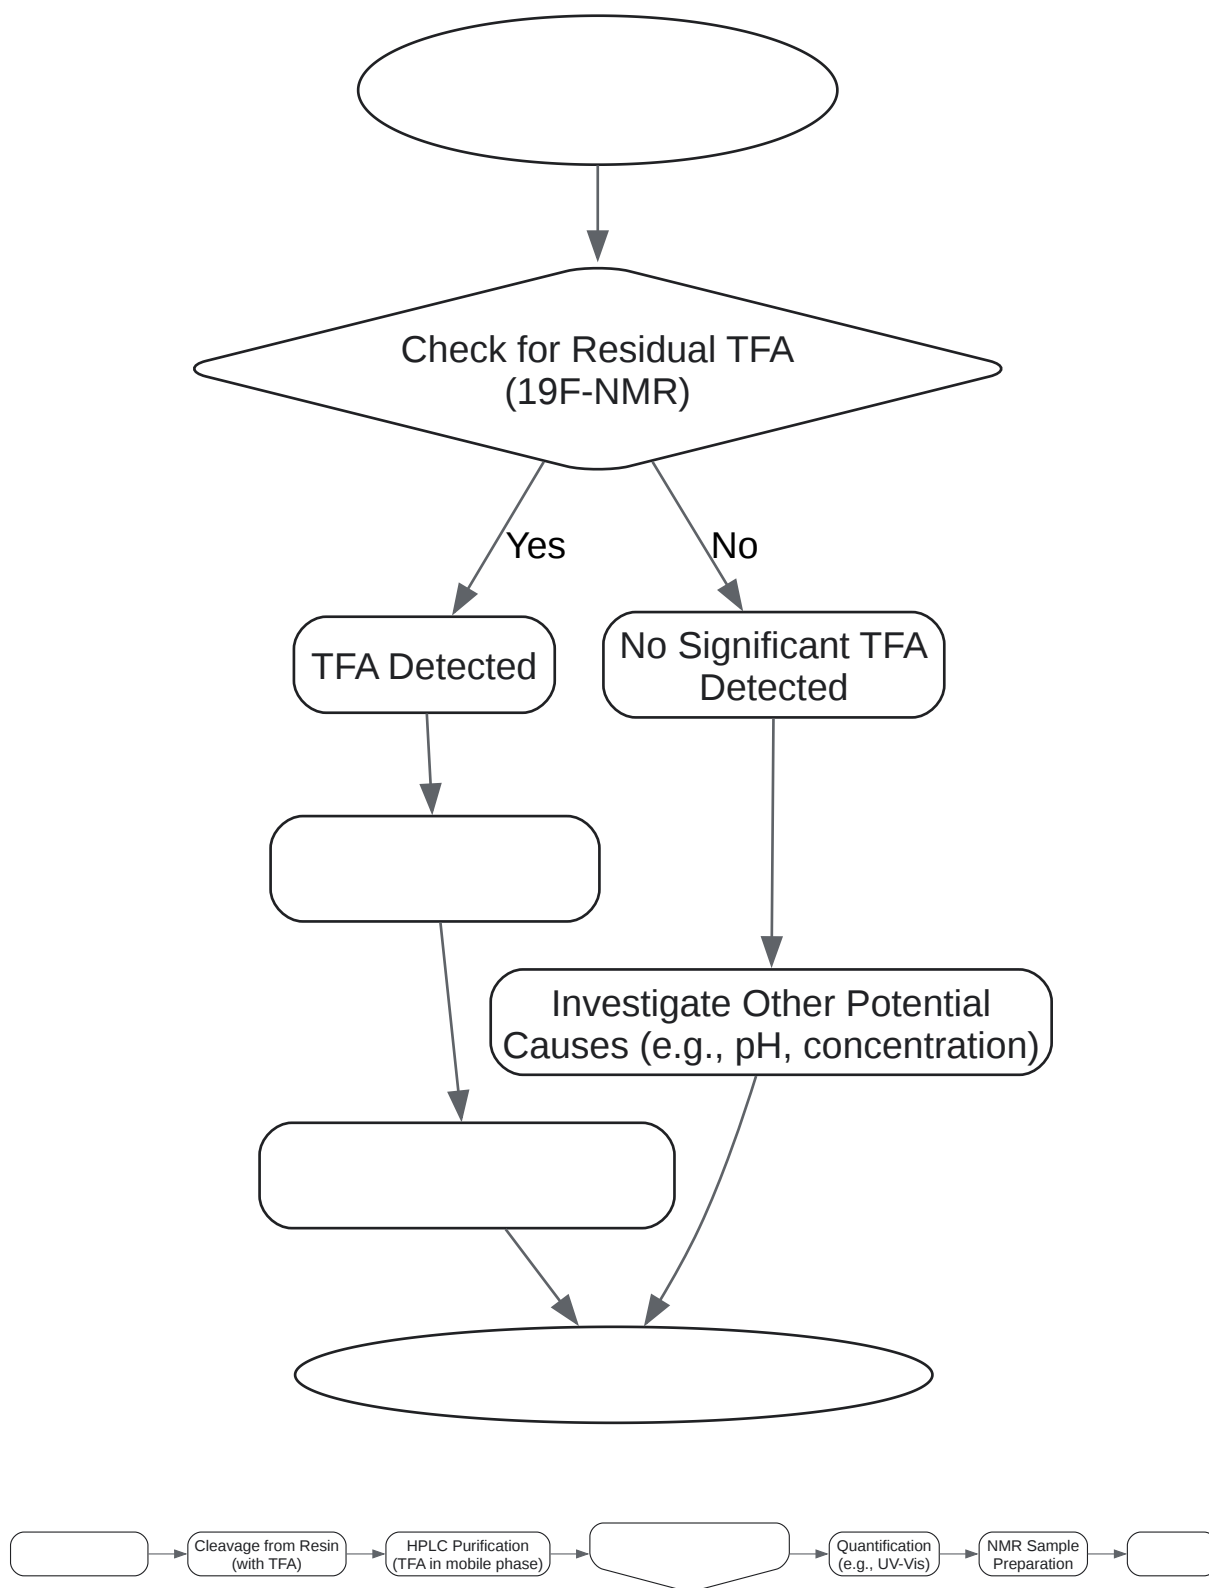 Check for Residual TFA
(19F-NMR)
Yes
No
TFA Detected
No Significant TFA
Detected
Investigate Other Potential
Causes (e.g., pH, concentration)
Cleavage from Resin
(with TFA)
HPLC Purification
(TFA in mobile phase)
Quantification
(e.g., UV-Vis)
NMR Sample
Preparation